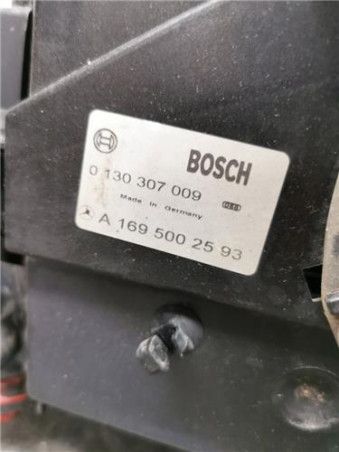 BOSCH
0 130 307 009
Made in Germany
A 169 500 25 93